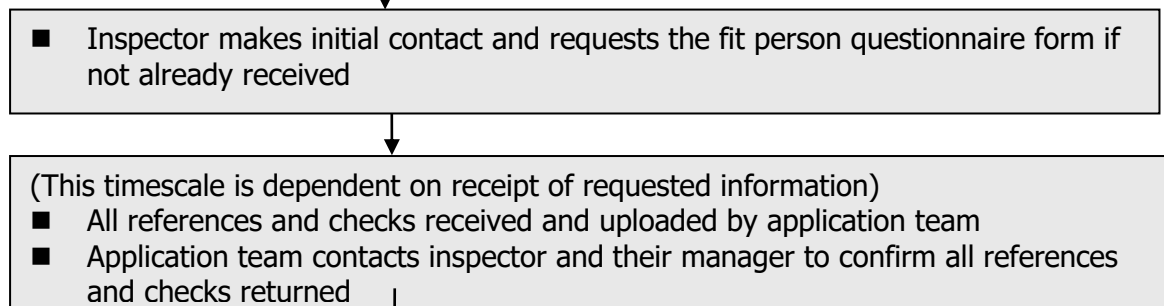 ■ Inspector makes initial contact and requests the fit person questionnaire form if
not already received
(This timescale is dependent on receipt of requested information)
■ All references and checks received and uploaded by application team
■ Application team contacts inspector and their manager to confirm all references
and checks returned